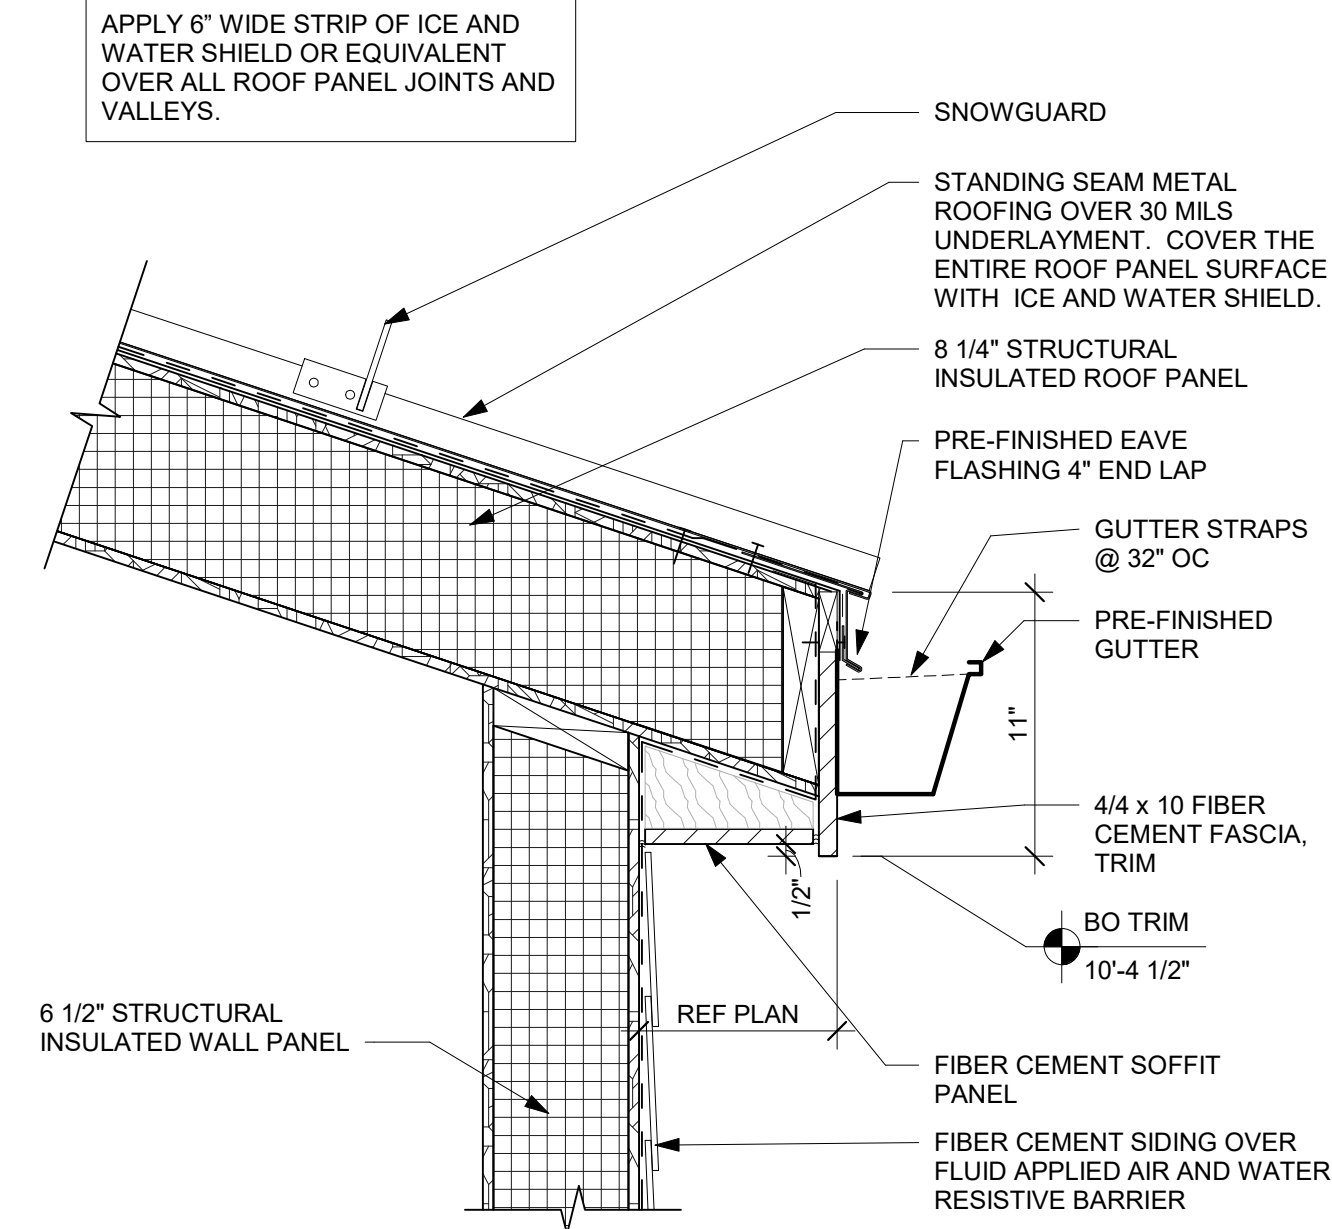 APPLY 6” WIDE STRIP OF ICE AND
WATER SHIELD OR EQUIVALENT
OVER ALL ROOF PANEL JOINTS AND
VALLEYS.
SNOWGUARD
STANDING SEAM METAL
ROOFING OVER 30 MILS
UNDERLAYMENT.  COVER THE
ENTIRE ROOF PANEL SURFACE
WITH  ICE AND WATER SHIELD.
8 1/4" STRUCTURAL
INSULATED ROOF PANEL
PRE-FINISHED EAVE
FLASHING 4" END LAP
GUTTER STRAPS
@ 32" OC
PRE-FINISHED
GUTTER
11"
4/4 x 10 FIBER
CEMENT FASCIA,
TRIM
1/2"
BO TRIM
10'-4 1/2"
REF PLAN
6 1/2" STRUCTURAL
INSULATED WALL PANEL
FIBER CEMENT SOFFIT
PANEL
FIBER CEMENT SIDING OVER
FLUID APPLIED AIR AND WATER
RESISTIVE BARRIER